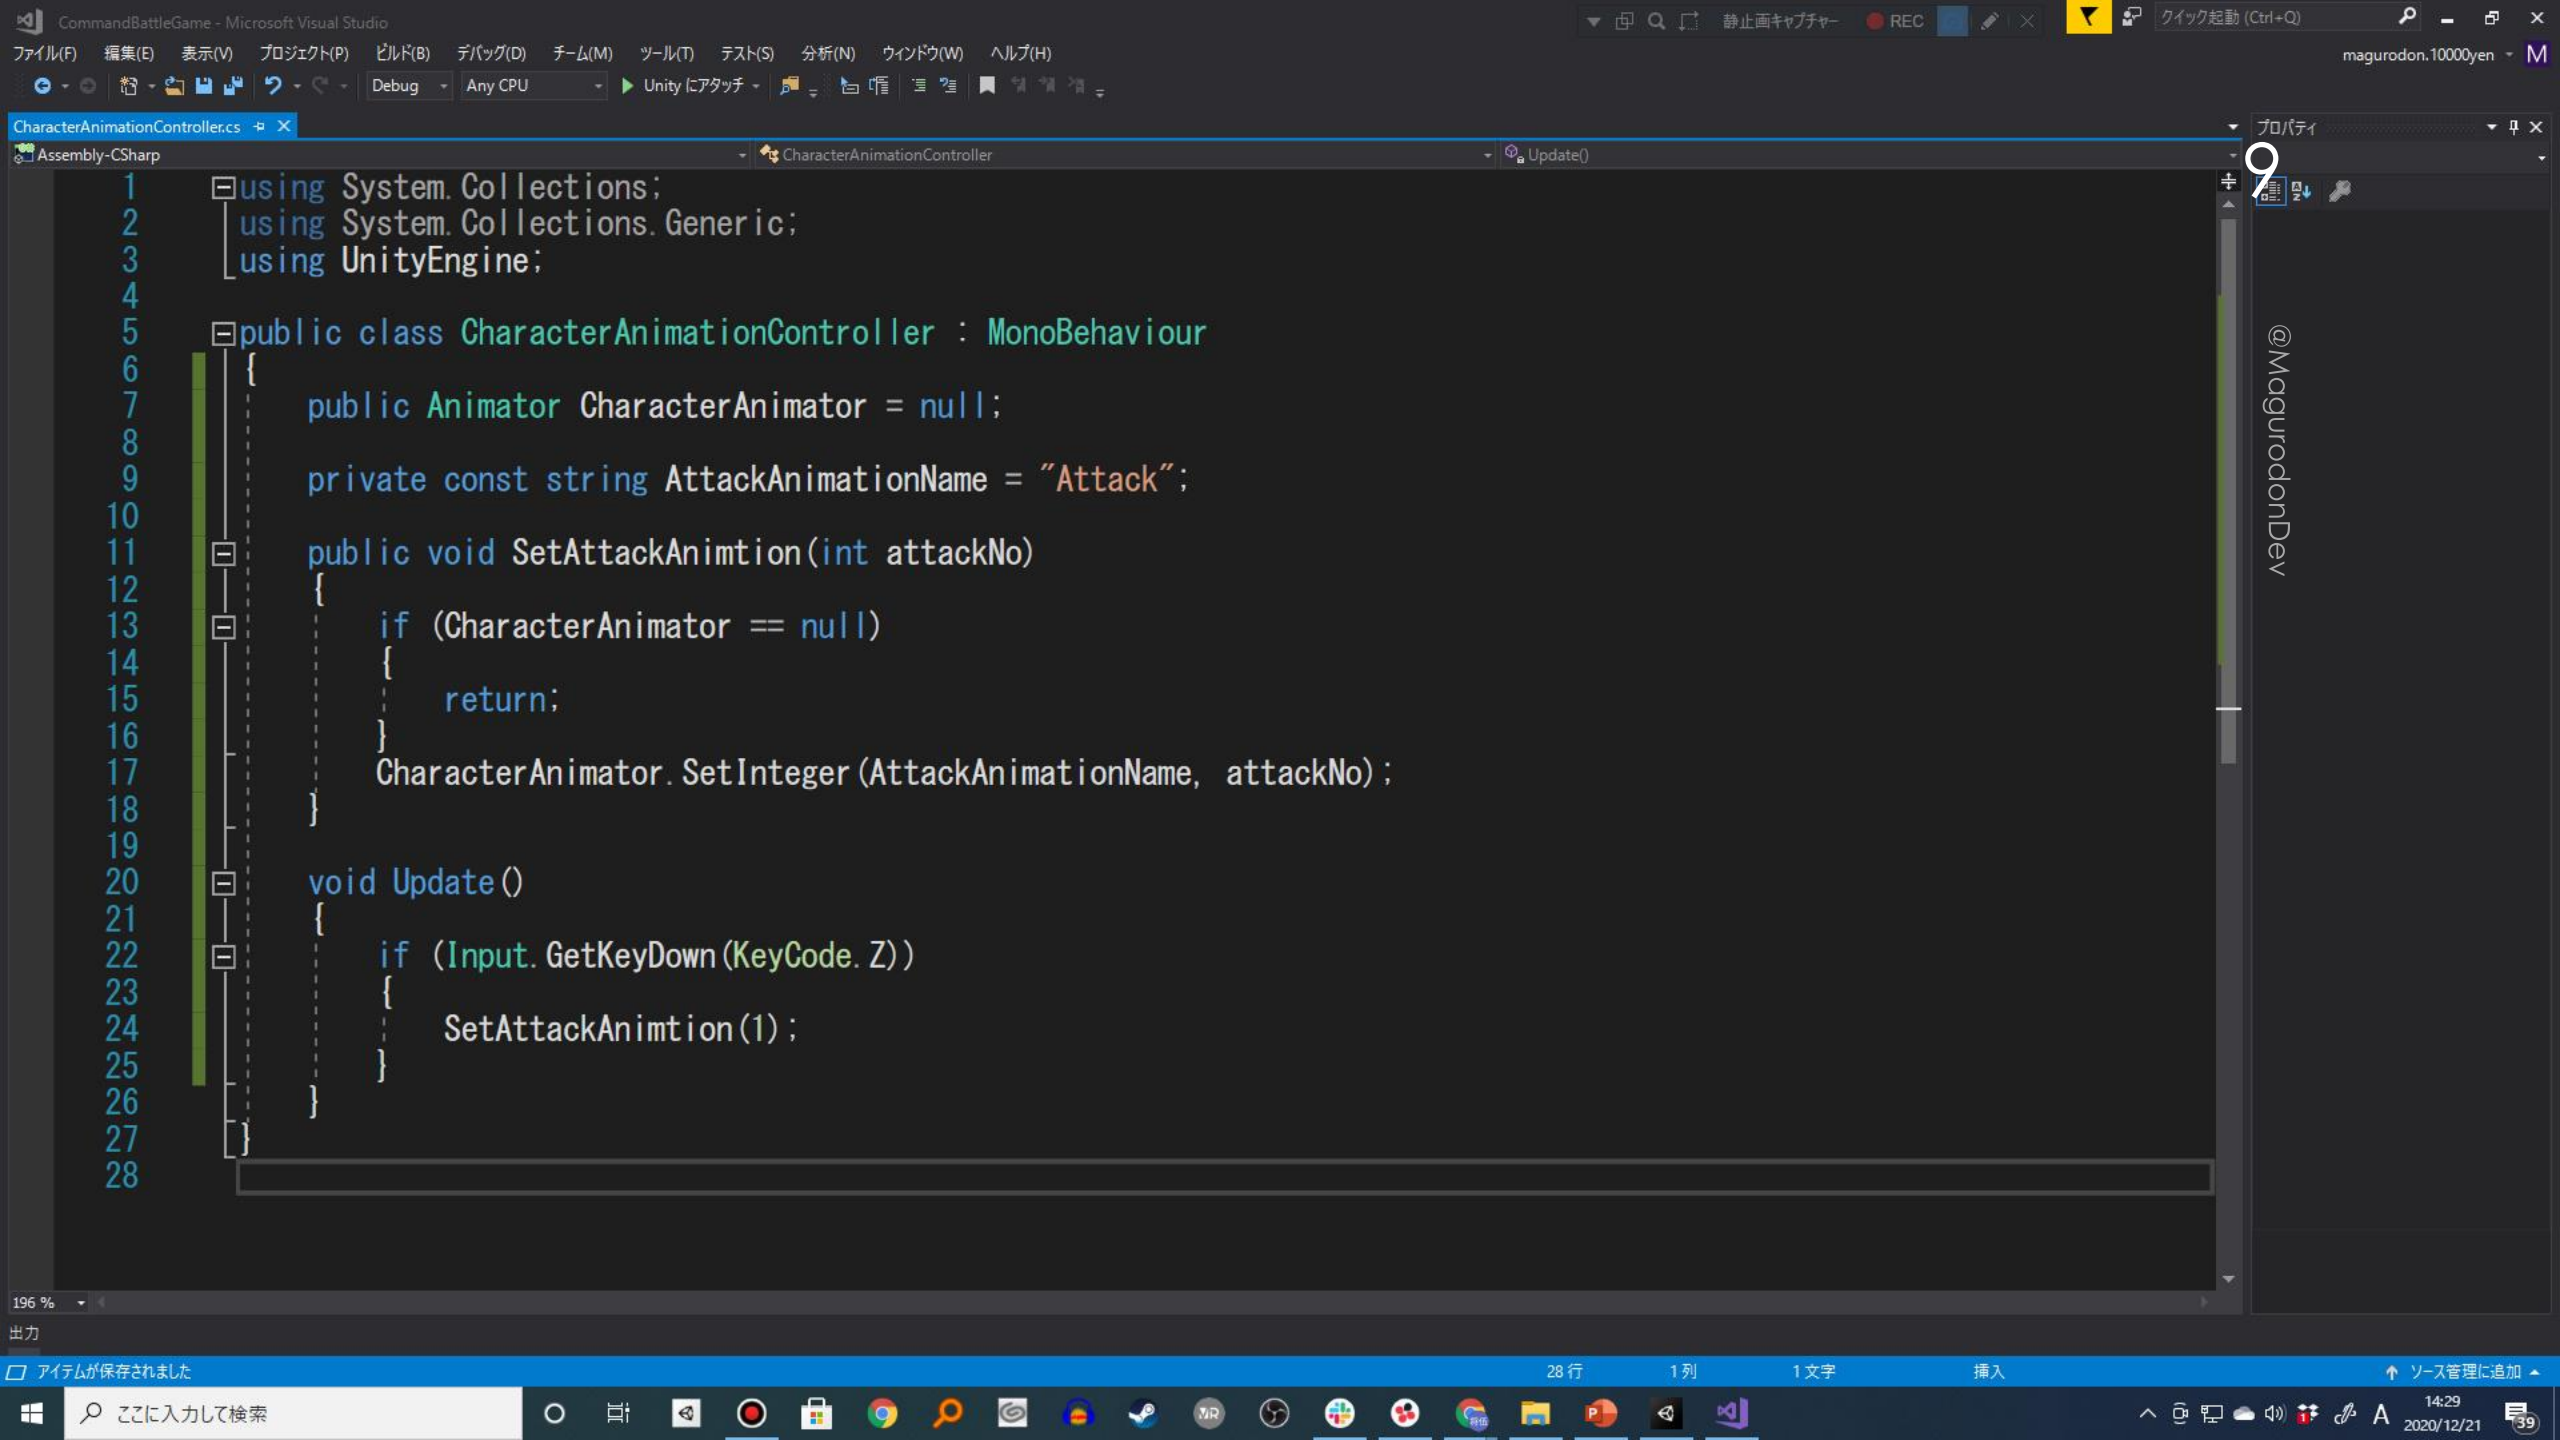 CommandBattleGame - Microsoft Visual Studio
静止画キャプチャー REC
クイック起動 (Ctrl+Q)
ファイル(F) 編集(E) 表示(V) プロジェクト(P) ビルド(B) デバッグ(D) チーム(M) ツール(T) テスト(S) 分析(N) ウィンドウ(W) ヘルプ(H)
magurodon.10000yen M
Debug Any CPU Unity にアタッチ
CharacterAnimationController.cs
プロパティ
Assembly-CSharp CharacterAnimationController Update()
9
1 using System.Collections;
2 using System.Collections.Generic;
3 using UnityEngine;
4
5 public class CharacterAnimationController : MonoBehaviour
6 {
7 public Animator CharacterAnimator = null;
8
9 private const string AttackAnimationName = "Attack";
10
11 public void SetAttackAnimtion(int attackNo)
12 {
13 if (CharacterAnimator == null)
14 {
15 return;
16 }
17 CharacterAnimator.SetInteger(AttackAnimationName, attackNo);
18 }
19
20 void Update()
21 {
22 if (Input.GetKeyDown(KeyCode.Z))
23 {
24 SetAttackAnimtion(1);
25 }
26 }
27 }
28
@MagurodonDev
196 %
出力
アイテムが保存されました 28 行 1 列 1 文字 挿入 ソース管理に追加
ここに入力して検索
A 14:29
2020/12/21
39